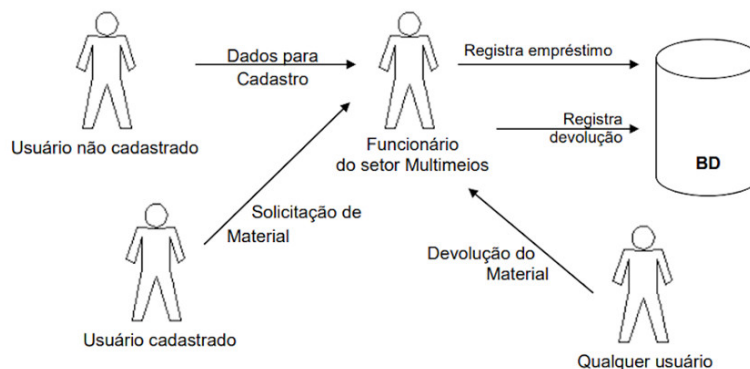 Dados para
Cadastro
Registra empréstimo
Registra
devolução
Usuário não cadastrado
Funcionário
do setor Multimeios
BD
Solicitação de
Material
Devolução do
Material
Usuário cadastrado
Qualquer usuário